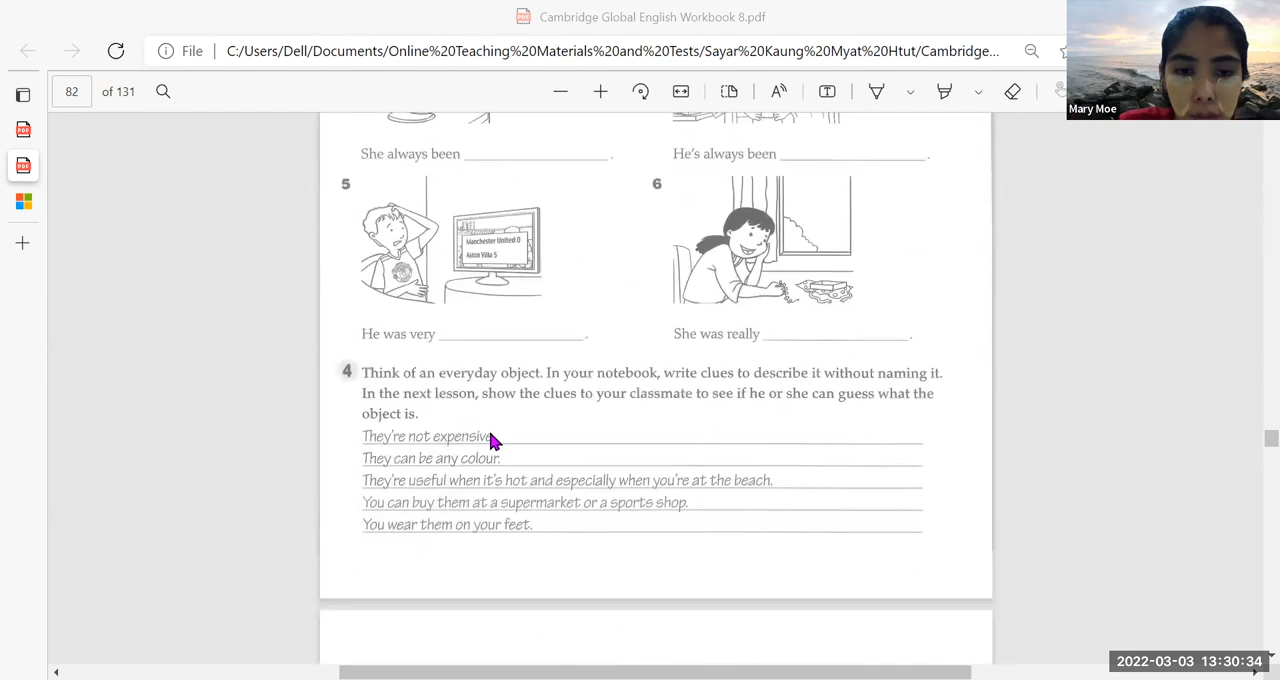 Cambridge Global English Workbook 8.pdf
File
C:/Users/Dell/Documents/Online%20Teaching%20Materials%20and%20Tests/Sayar%20Kaung%20Myat%20Htut/Cambridge...
82 of 131
Mary Moe
She always been ____________ .
He's always been ____________ .
5
6
Manchester United 0
Aston Villa 5
He was very ____________ .
She was really ____________ .
4 Think of an everyday object. In your notebook, write clues to describe it without naming it.
In the next lesson, show the clues to your classmate to see if he or she can guess what the
object is.
They're not expensive
They can be any colour.
They're useful when it's hot and especially when you're at the beach.
You can buy them at a supermarket or a sports shop.
You wear them on your feet.
2022-03-03 13:30:34